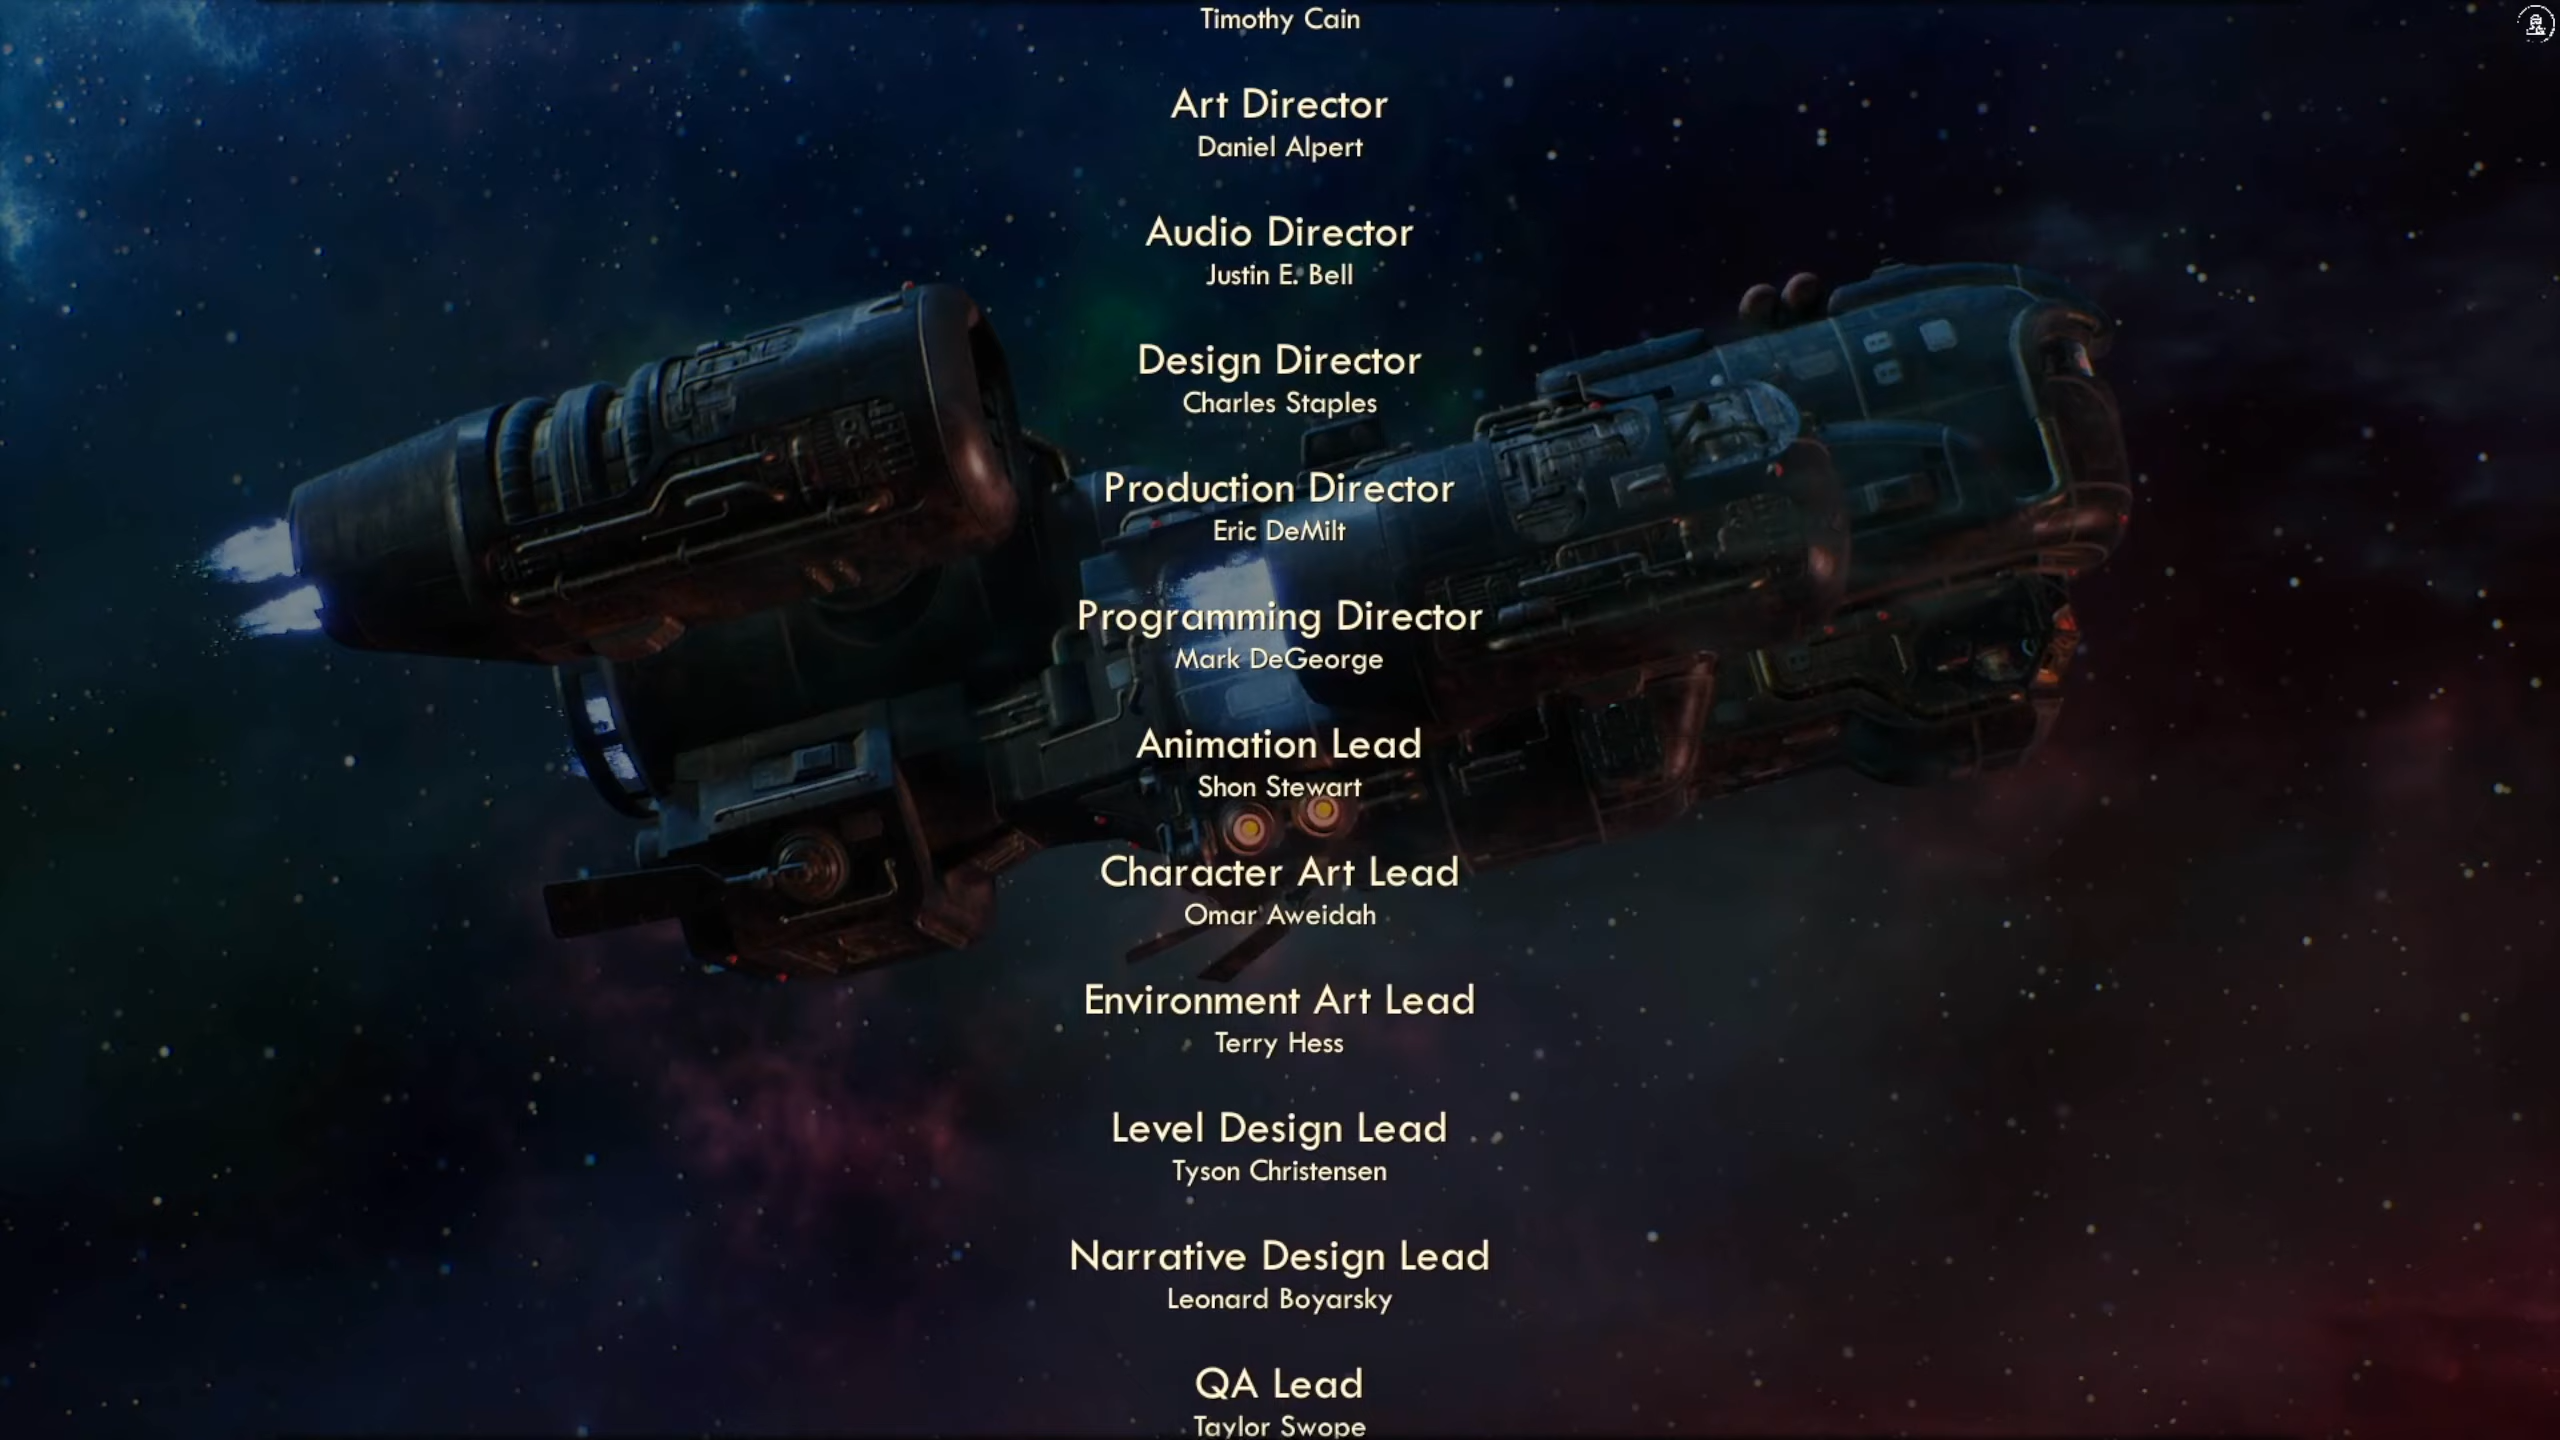 Timothy Cain
Art Director
Daniel Alpert
Audio Director
Justin E. Bell
Design Director
Charles Staples
Production Director
Eric DeMilt
Programming Director
Mark DeGeorge
Animation Lead
Shon Stewart
Character Art Lead
Omar Aweidah
Environment Art Lead
Terry Hess
Level Design Lead
Tyson Christensen
Narrative Design Lead
Leonard Boyarsky
QA Lead
Taylor Swope